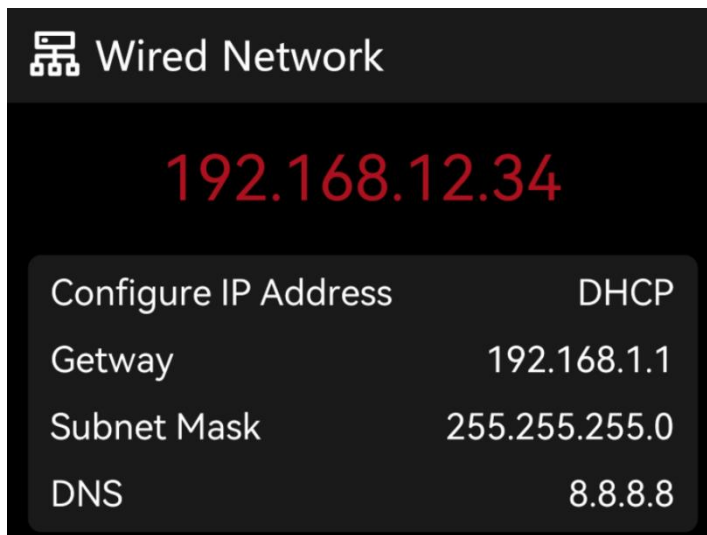 Wired Network
192.168.12.34
Configure IP Address DHCP
Getway 192.168.1.1
Subnet Mask 255.255.255.0
DNS 8.8.8.8